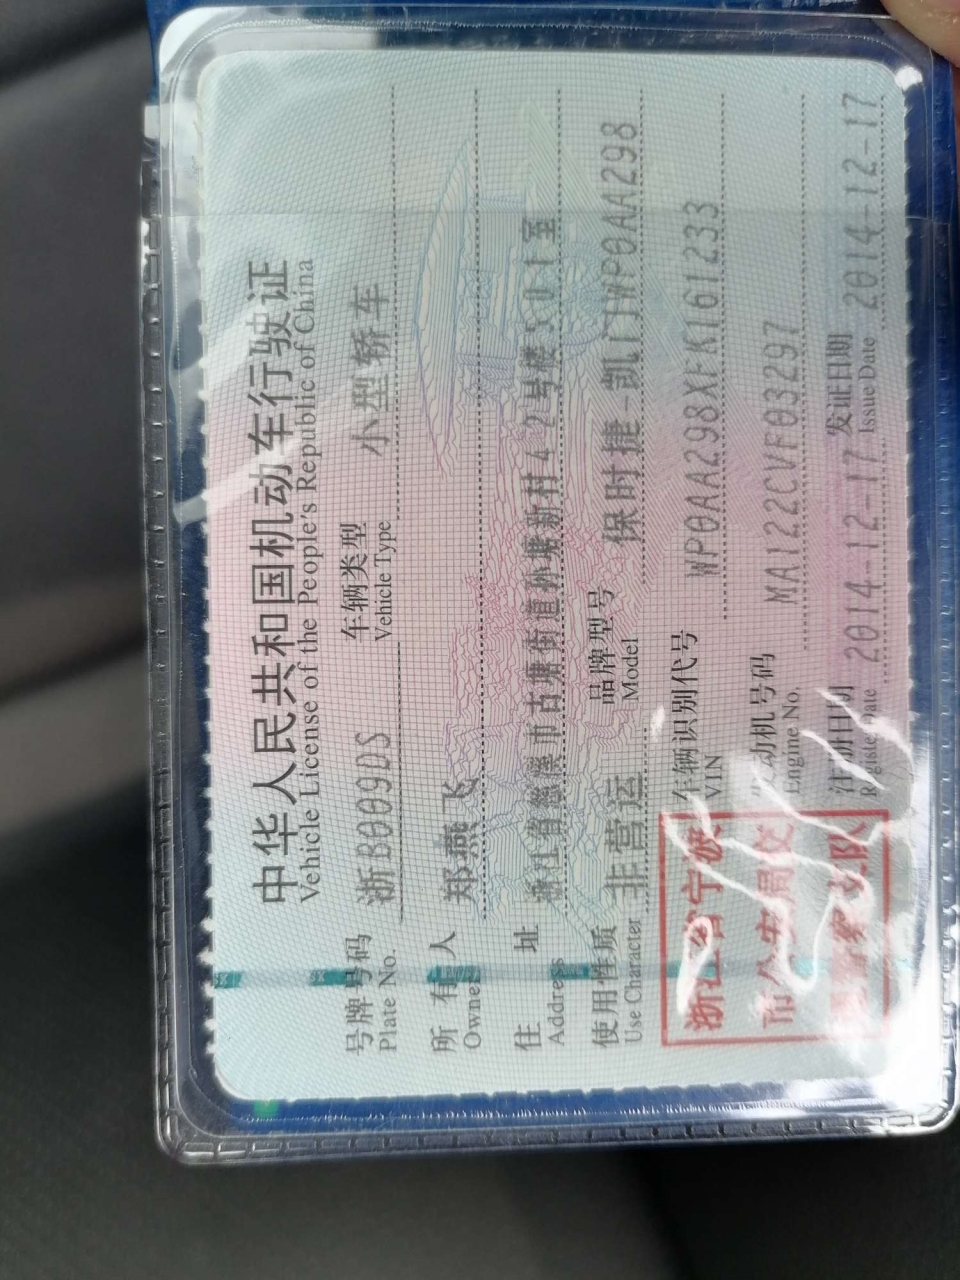 中华人民共和国机动车行驶证
Vehicle License of the People's Republic of China
号牌号码 浙B009DS 车辆类型 小型轿车
Plate No. Vehicle Type
所有人 郑燕飞
Owner
住址 浙江省慈溪市古塘街道孙塘新村42号楼501室
Address
使用性质 非营运 品牌型号 保时捷-凯门WP0AA298
Use Character Model
浙江省宁波市公安局交通警察支队
车辆识别代号 WP0AA298XFK161233
VIN
发动机号码 MA122CVF03297
Engine No.
注册日期 2014-12-17 发证日期 2014-12-17
Register Date Issue Date